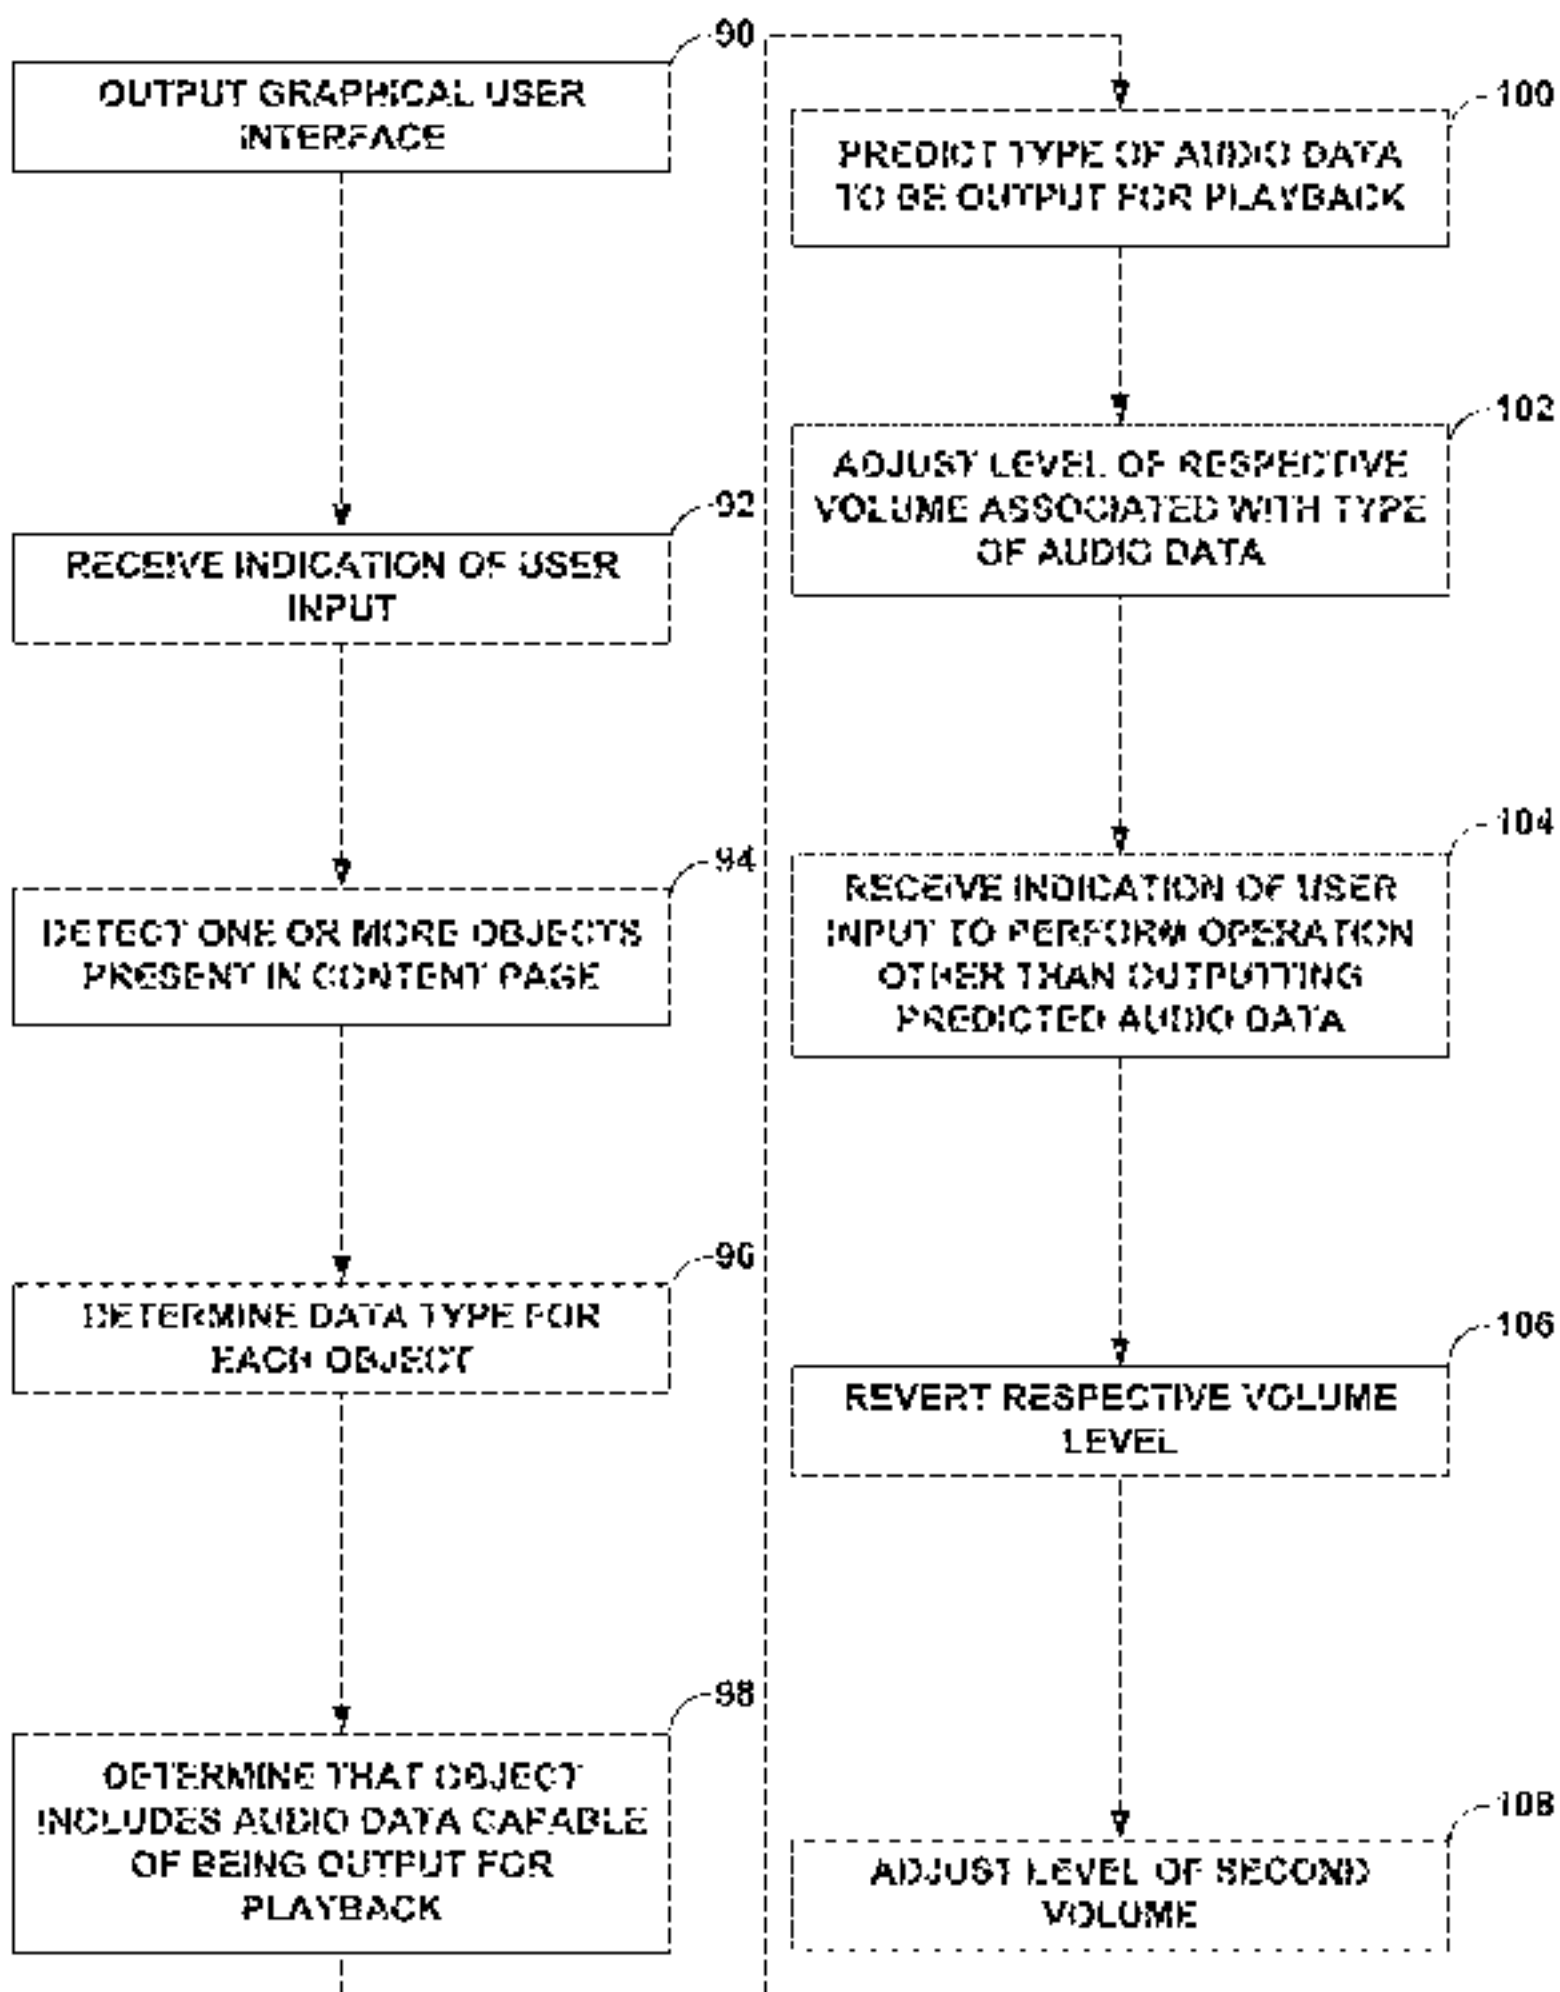 90
OUTPUT GRAPHICAL USER
INTERFACE
92
RECEIVE INDICATION OF USER
INPUT
94
DETECT ONE OR MORE OBJECTS
PRESENT IN CONTENT PAGE
96
DETERMINE DATA TYPE FOR
EACH OBJECT
98
DETERMINE THAT OBJECT
INCLUDES AUDIO DATA CAPABLE
OF BEING OUTPUT FOR
PLAYBACK
100
PREDICT TYPE OF AUDIO DATA
TO BE OUTPUT FOR PLAYBACK
102
ADJUST LEVEL OF RESPECTIVE
VOLUME ASSOCIATED WITH TYPE
OF AUDIO DATA
104
RECEIVE INDICATION OF USER
INPUT TO PERFORM OPERATION
OTHER THAN OUTPUTTING
PREDICTED AUDIO DATA
106
REVERT RESPECTIVE VOLUME
LEVEL
108
ADJUST LEVEL OF SECOND
VOLUME